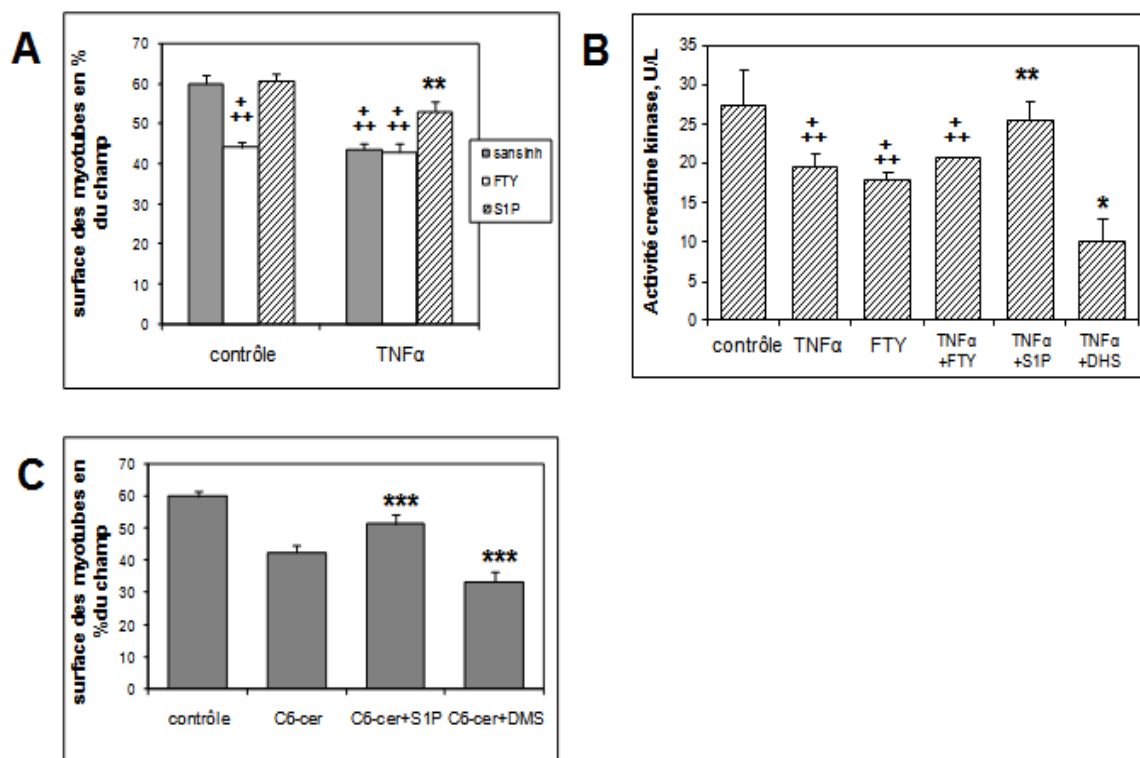 A
surface des myotubes en %
du champ
70
60
50
40
30
20
10
0
+
++
+
++
+
++
**
contrôle
TNFα
sansinh
FTY
S1P
B
Activité creatine kinase, U/L
35
30
25
20
15
10
5
0
+
++
+
++
+
++
**
*
contrôle
TNFα
FTY
TNFα
+FTY
TNFα
+S1P
TNFα
+DHS
C
surface des myotubes en
%du champ
70
60
50
40
30
20
10
0
***
***
contrôle
C6-cer
C6-cer+S1P
C6-cer+DMS